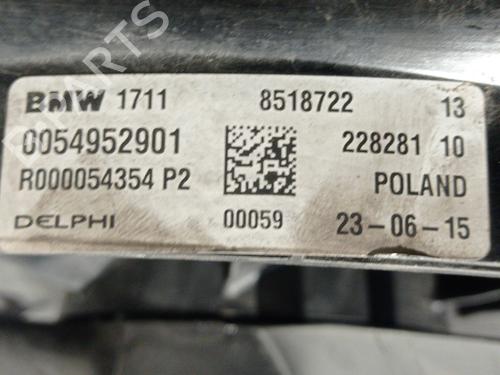 BMW 1711 8518722 13
0054952901 228281 10
R000054354 P2 POLAND
DELPHI 00059 23-06-15